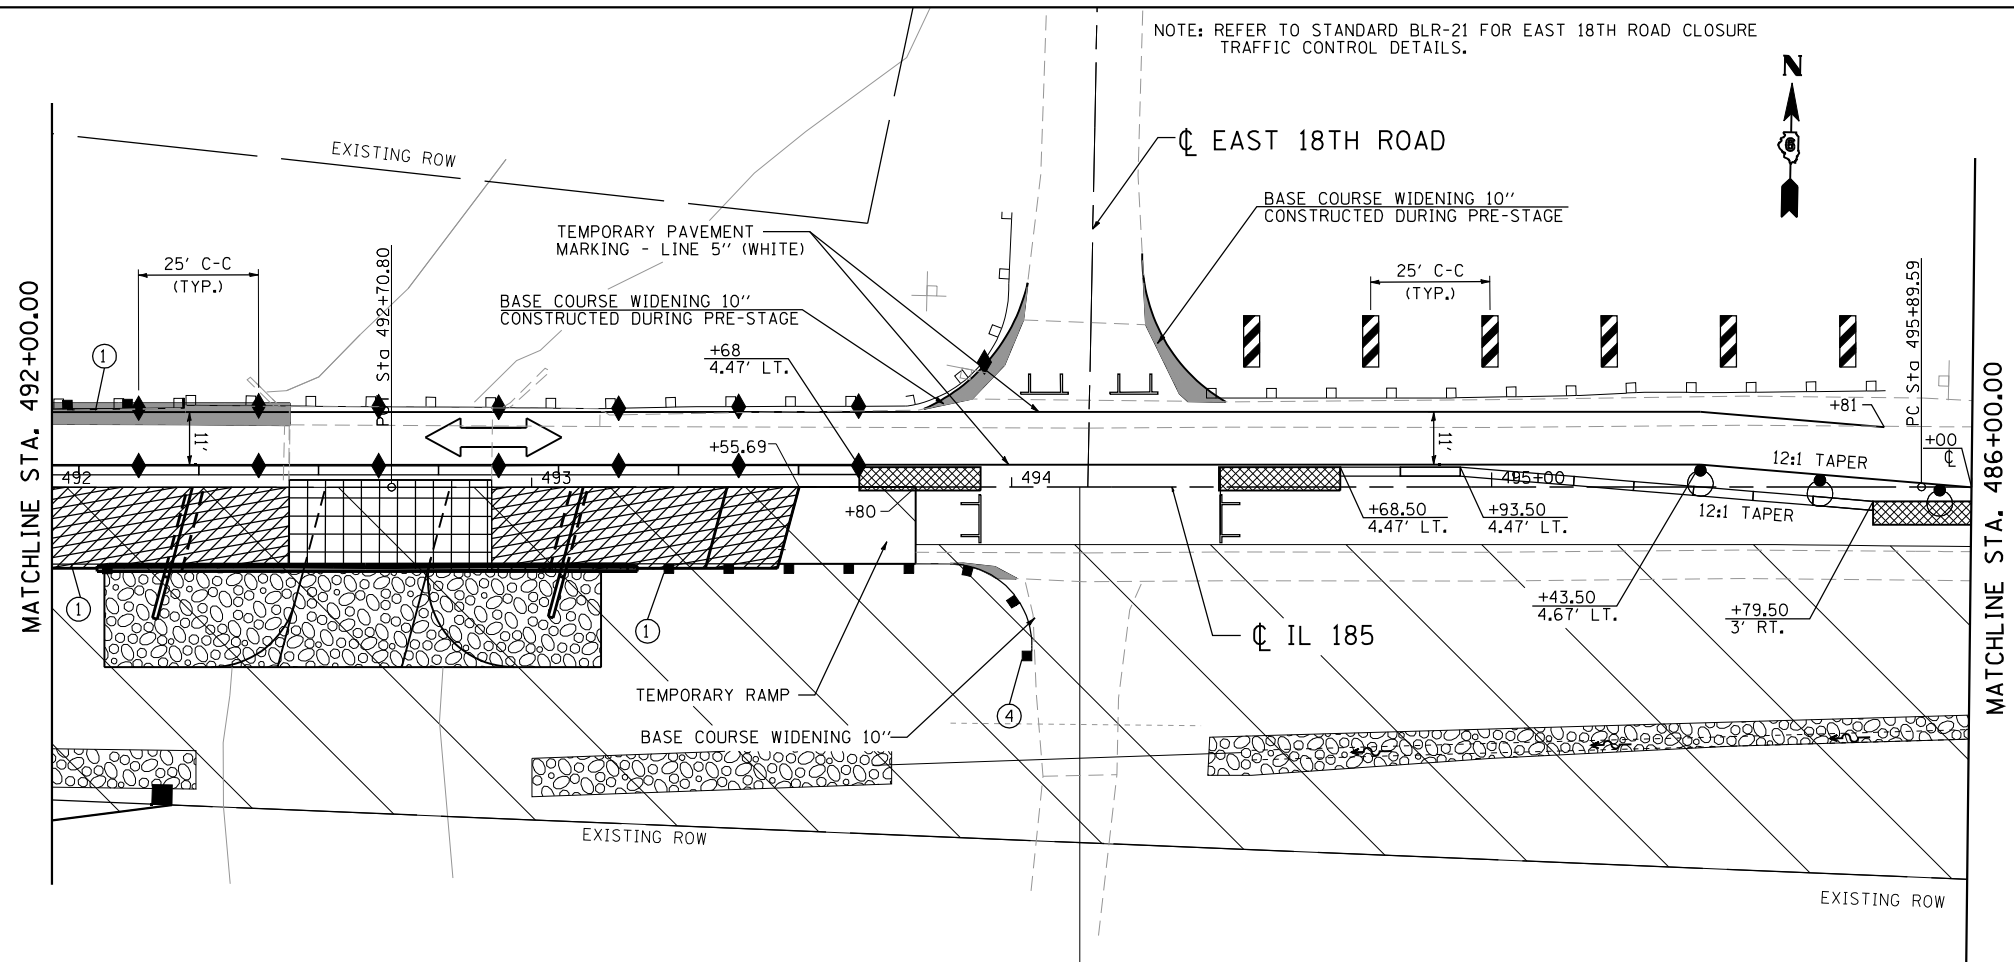 NOTE: REFER TO STANDARD BLR-21 FOR EAST 18TH ROAD CLOSURE
TRAFFIC CONTROL DETAILS.
N
6
EXISTING ROW
℄ EAST 18TH ROAD
BASE COURSE WIDENING 10''
CONSTRUCTED DURING PRE-STAGE
TEMPORARY PAVEMENT
MARKING - LINE 5'' (WHITE)
25' C-C
(TYP.)
PI Sta 492+70.80
BASE COURSE WIDENING 10''
CONSTRUCTED DURING PRE-STAGE
25' C-C
(TYP.)
PC Sta 495+89.59
MATCHLINE STA. 492+00.00
1
+68
4.47' LT.
MATCHLINE STA. 486+00.00
+81
11'
+55.69
11'
+00
℄
12:1 TAPER
492
493
494
495+00
+80
+68.50
4.47' LT.
+93.50
4.47' LT.
12:1 TAPER
1
1
+43.50
4.67' LT.
+79.50
3' RT.
℄ IL 185
TEMPORARY RAMP
4
BASE COURSE WIDENING 10''
EXISTING ROW
EXISTING ROW